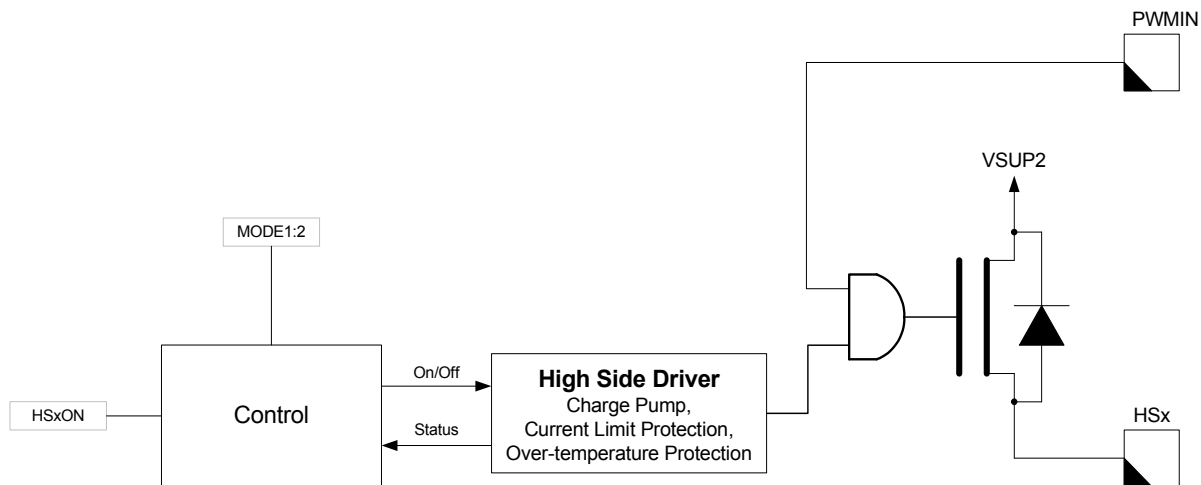 PWMIN
VSUP2
MODE1:2
On/Off
High Side Driver
Charge Pump,
Current Limit Protection,
Over-temperature Protection
HSxON
Control
Status
HSx